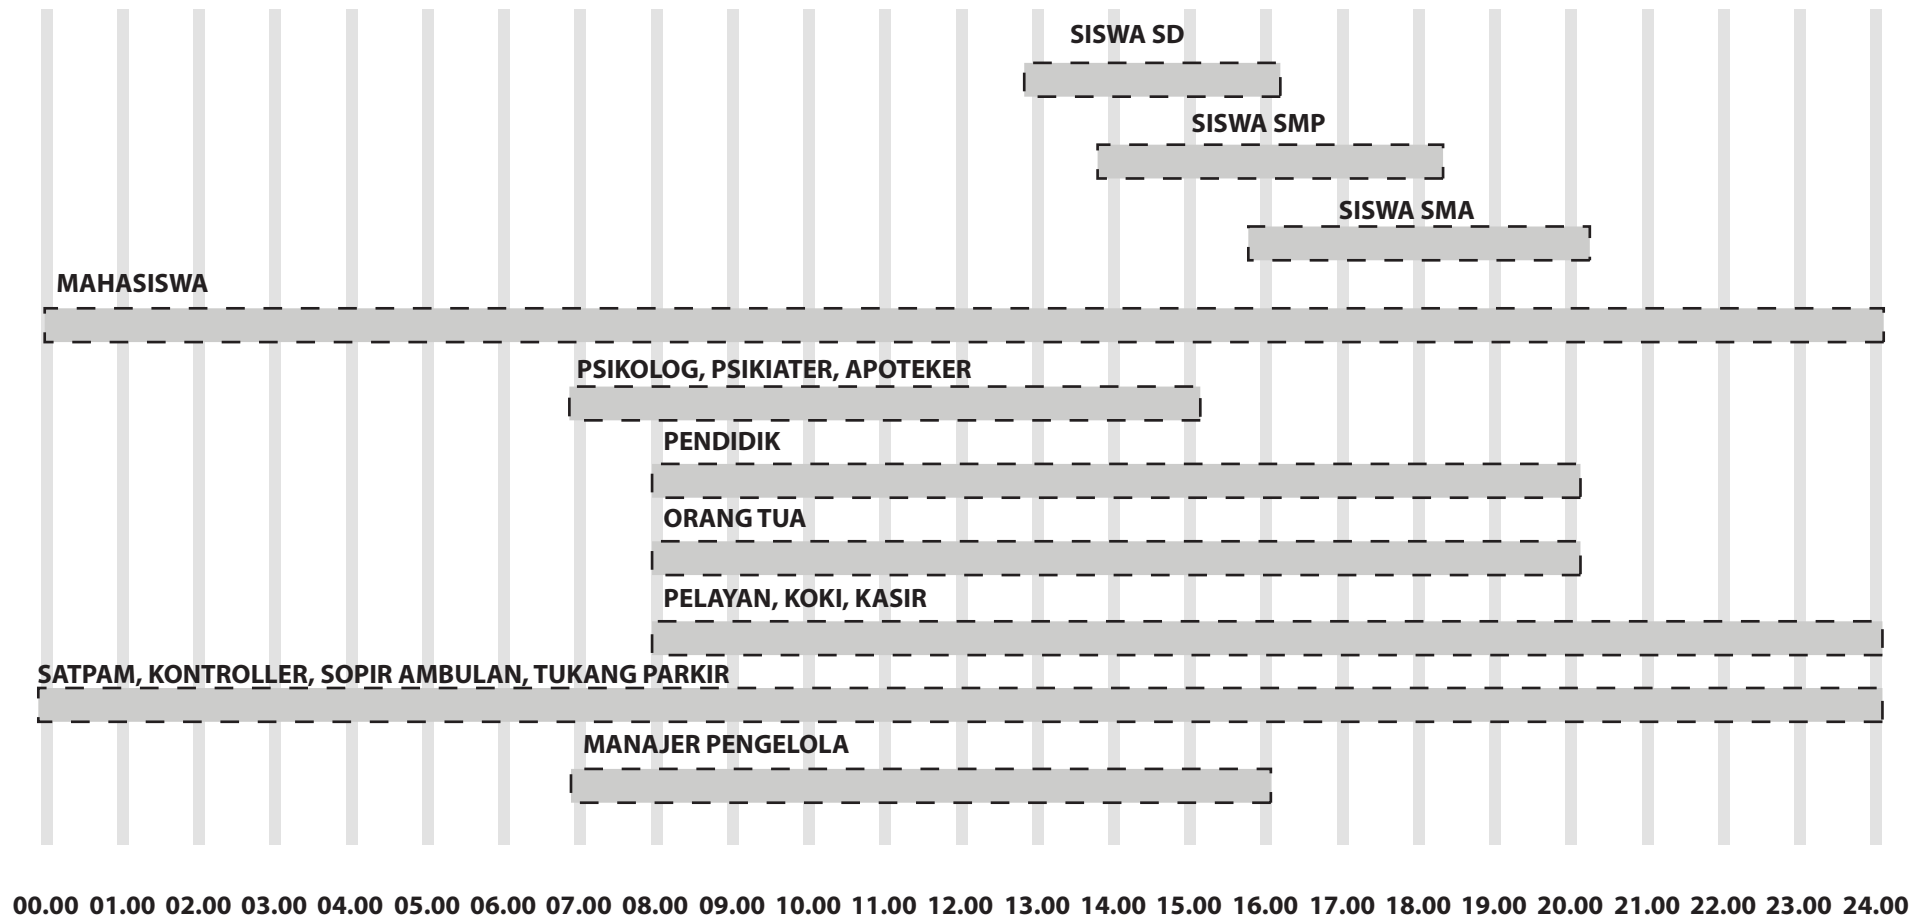 SISWA SD
SISWA SMP
SISWA SMA
MAHASISWA
PSIKOLOG, PSIKIATER, APOTEKER
PENDIDIK
ORANG TUA
PELAYAN, KOKI, KASIR
SATPAM, KONTROLLER, SOPIR AMBULAN, TUKANG PARKIR
MANAJER PENGELOLA
00.00 01.00 02.00 03.00 04.00 05.00 06.00 07.00 08.00 09.00 10.00 11.00 12.00 13.00 14.00 15.00 16.00 17.00 18.00 19.00 20.00 21.00 22.00 23.00 24.00